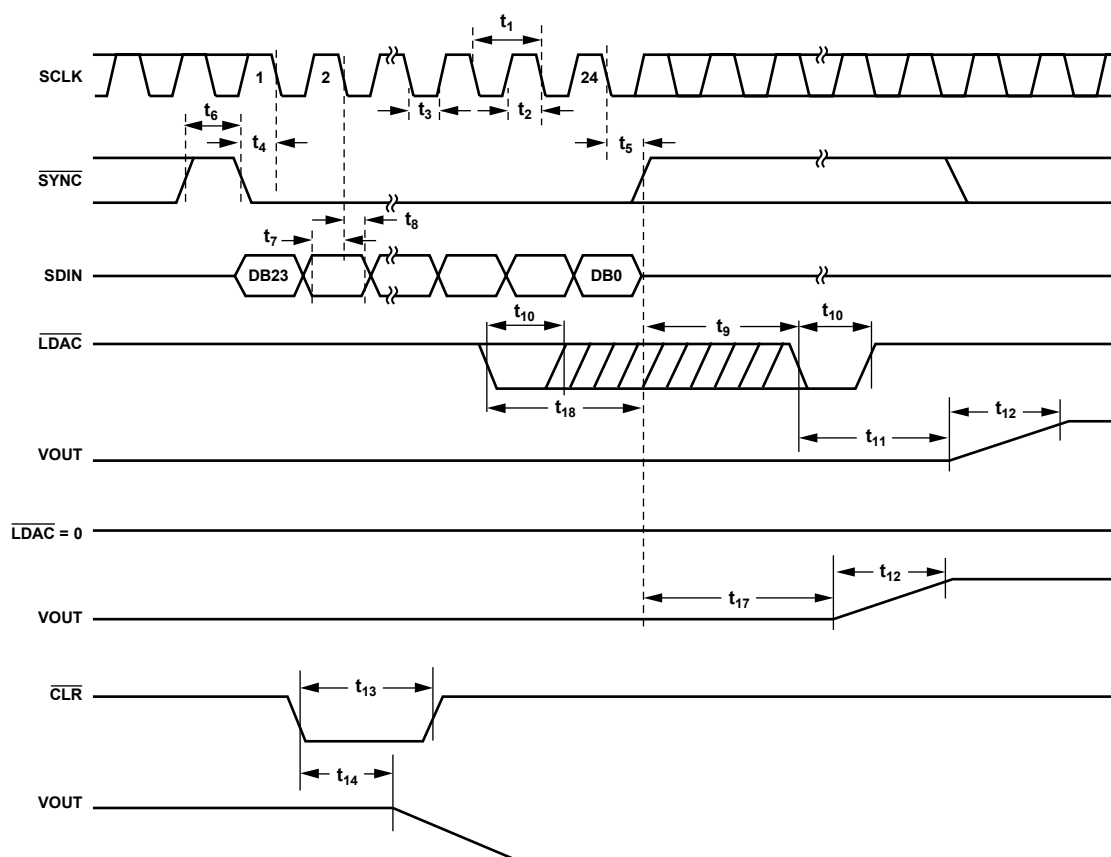 t1
SCLK 1 2 24
t3 t2
t6
t4 t5
SYNC
t8
t7
SDIN DB23 DB0
t10 t9 t10
LDAC
t18 t12
t11
VOUT
LDAC = 0
t12
t17
VOUT
CLR t13
t14
VOUT